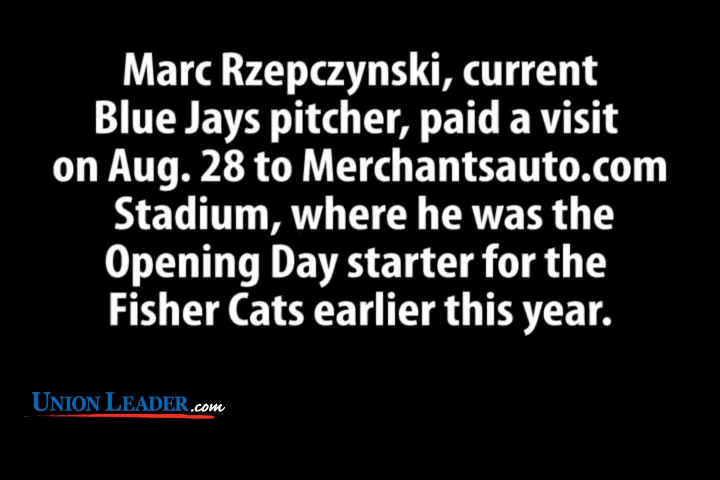 Marc Rzepczynski, current
Blue Jays pitcher, paid a visit
on Aug. 28 to Merchantsauto.com
Stadium, where he was the
Opening Day starter for the
Fisher Cats earlier this year.
UNION LEADER.com